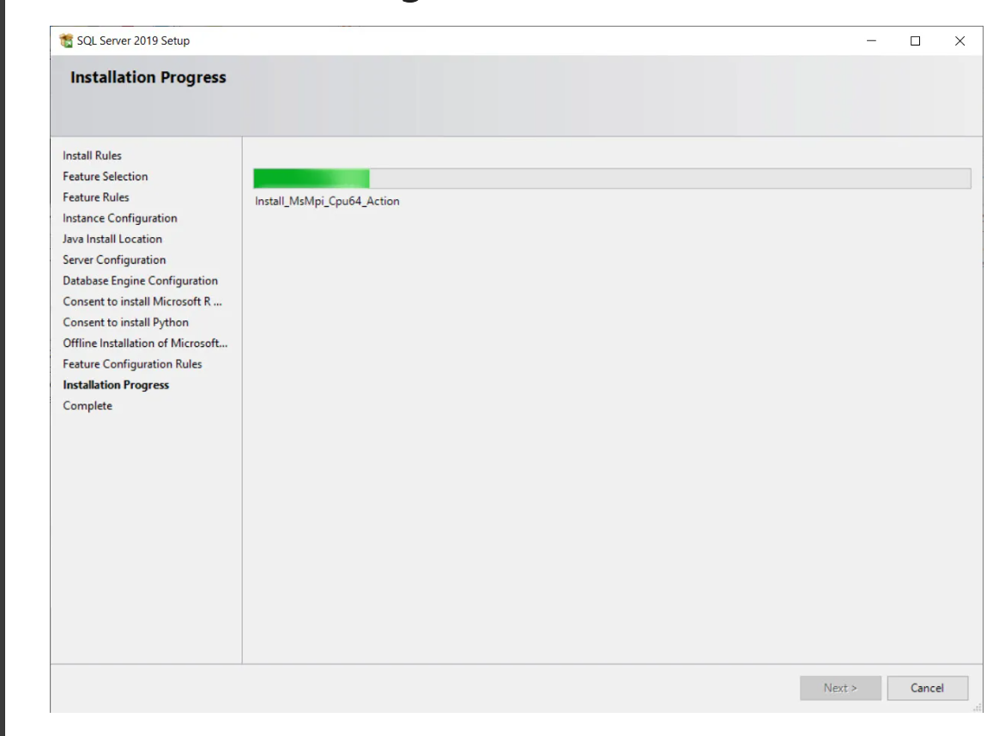 SQL Server 2019 Setup
Installation Progress
Install Rules
Feature Selection
Feature Rules
Instance Configuration
Java Install Location
Server Configuration
Database Engine Configuration
Consent to install Microsoft R ...
Consent to install Python
Offline Installation of Microsoft...
Feature Configuration Rules
Installation Progress
Complete
Install_MsMpi_Cpu64_Action
Next >
Cancel